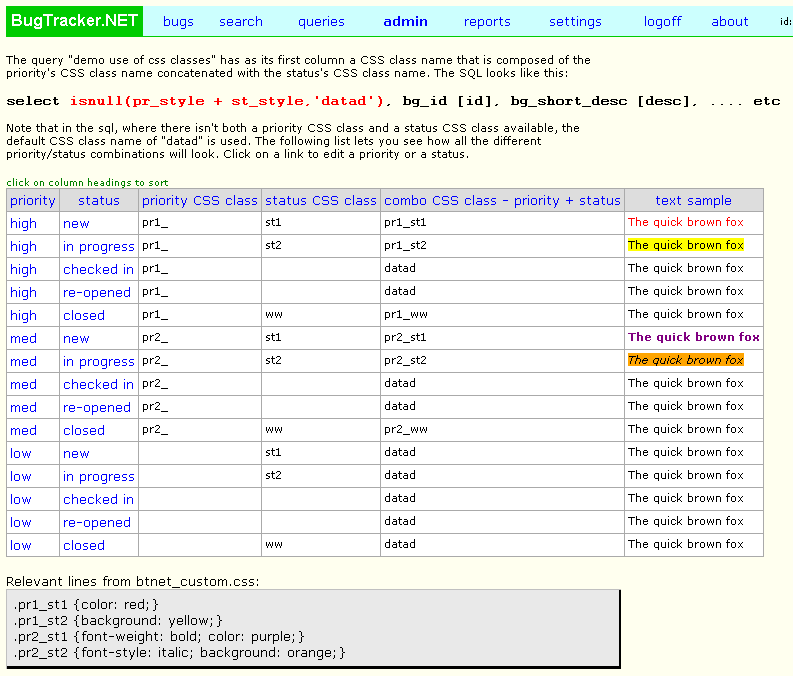 BugTracker.NET bugs search queries admin reports settings logoff about id:
The query "demo use of css classes" has as its first column a CSS class name that is composed of the
priority's CSS class name concatenated with the status's CSS class name. The SQL looks like this:
select isnull(pr_style + st_style,'datad'), bg_id [id], bg_short_desc [desc], .... etc
Note that in the sql, where there isn't both a priority CSS class and a status CSS class available, the
default CSS class name of "datad" is used. The following list lets you see how all the different
priority/status combinations will look. Click on a link to edit a priority or a status.
click on column headings to sort
priority status priority CSS class status CSS class combo CSS class - priority + status text sample
high new pr1_ st1 pr1_st1 The quick brown fox
high in progress pr1_ st2 pr1_st2 The quick brown fox
high checked in pr1_ datad The quick brown fox
high re-opened pr1_ datad The quick brown fox
high closed pr1_ ww pr1_ww The quick brown fox
med new pr2_ st1 pr2_st1 The quick brown fox
med in progress pr2_ st2 pr2_st2 The quick brown fox
med checked in pr2_ datad The quick brown fox
med re-opened pr2_ datad The quick brown fox
med closed pr2_ ww pr2_ww The quick brown fox
low new st1 datad The quick brown fox
low in progress st2 datad The quick brown fox
low checked in datad The quick brown fox
low re-opened datad The quick brown fox
low closed ww datad The quick brown fox
Relevant lines from btnet_custom.css:
.pr1_st1 {color: red;}
.pr1_st2 {background: yellow;}
.pr2_st1 {font-weight: bold; color: purple;}
.pr2_st2 {font-style: italic; background: orange;}